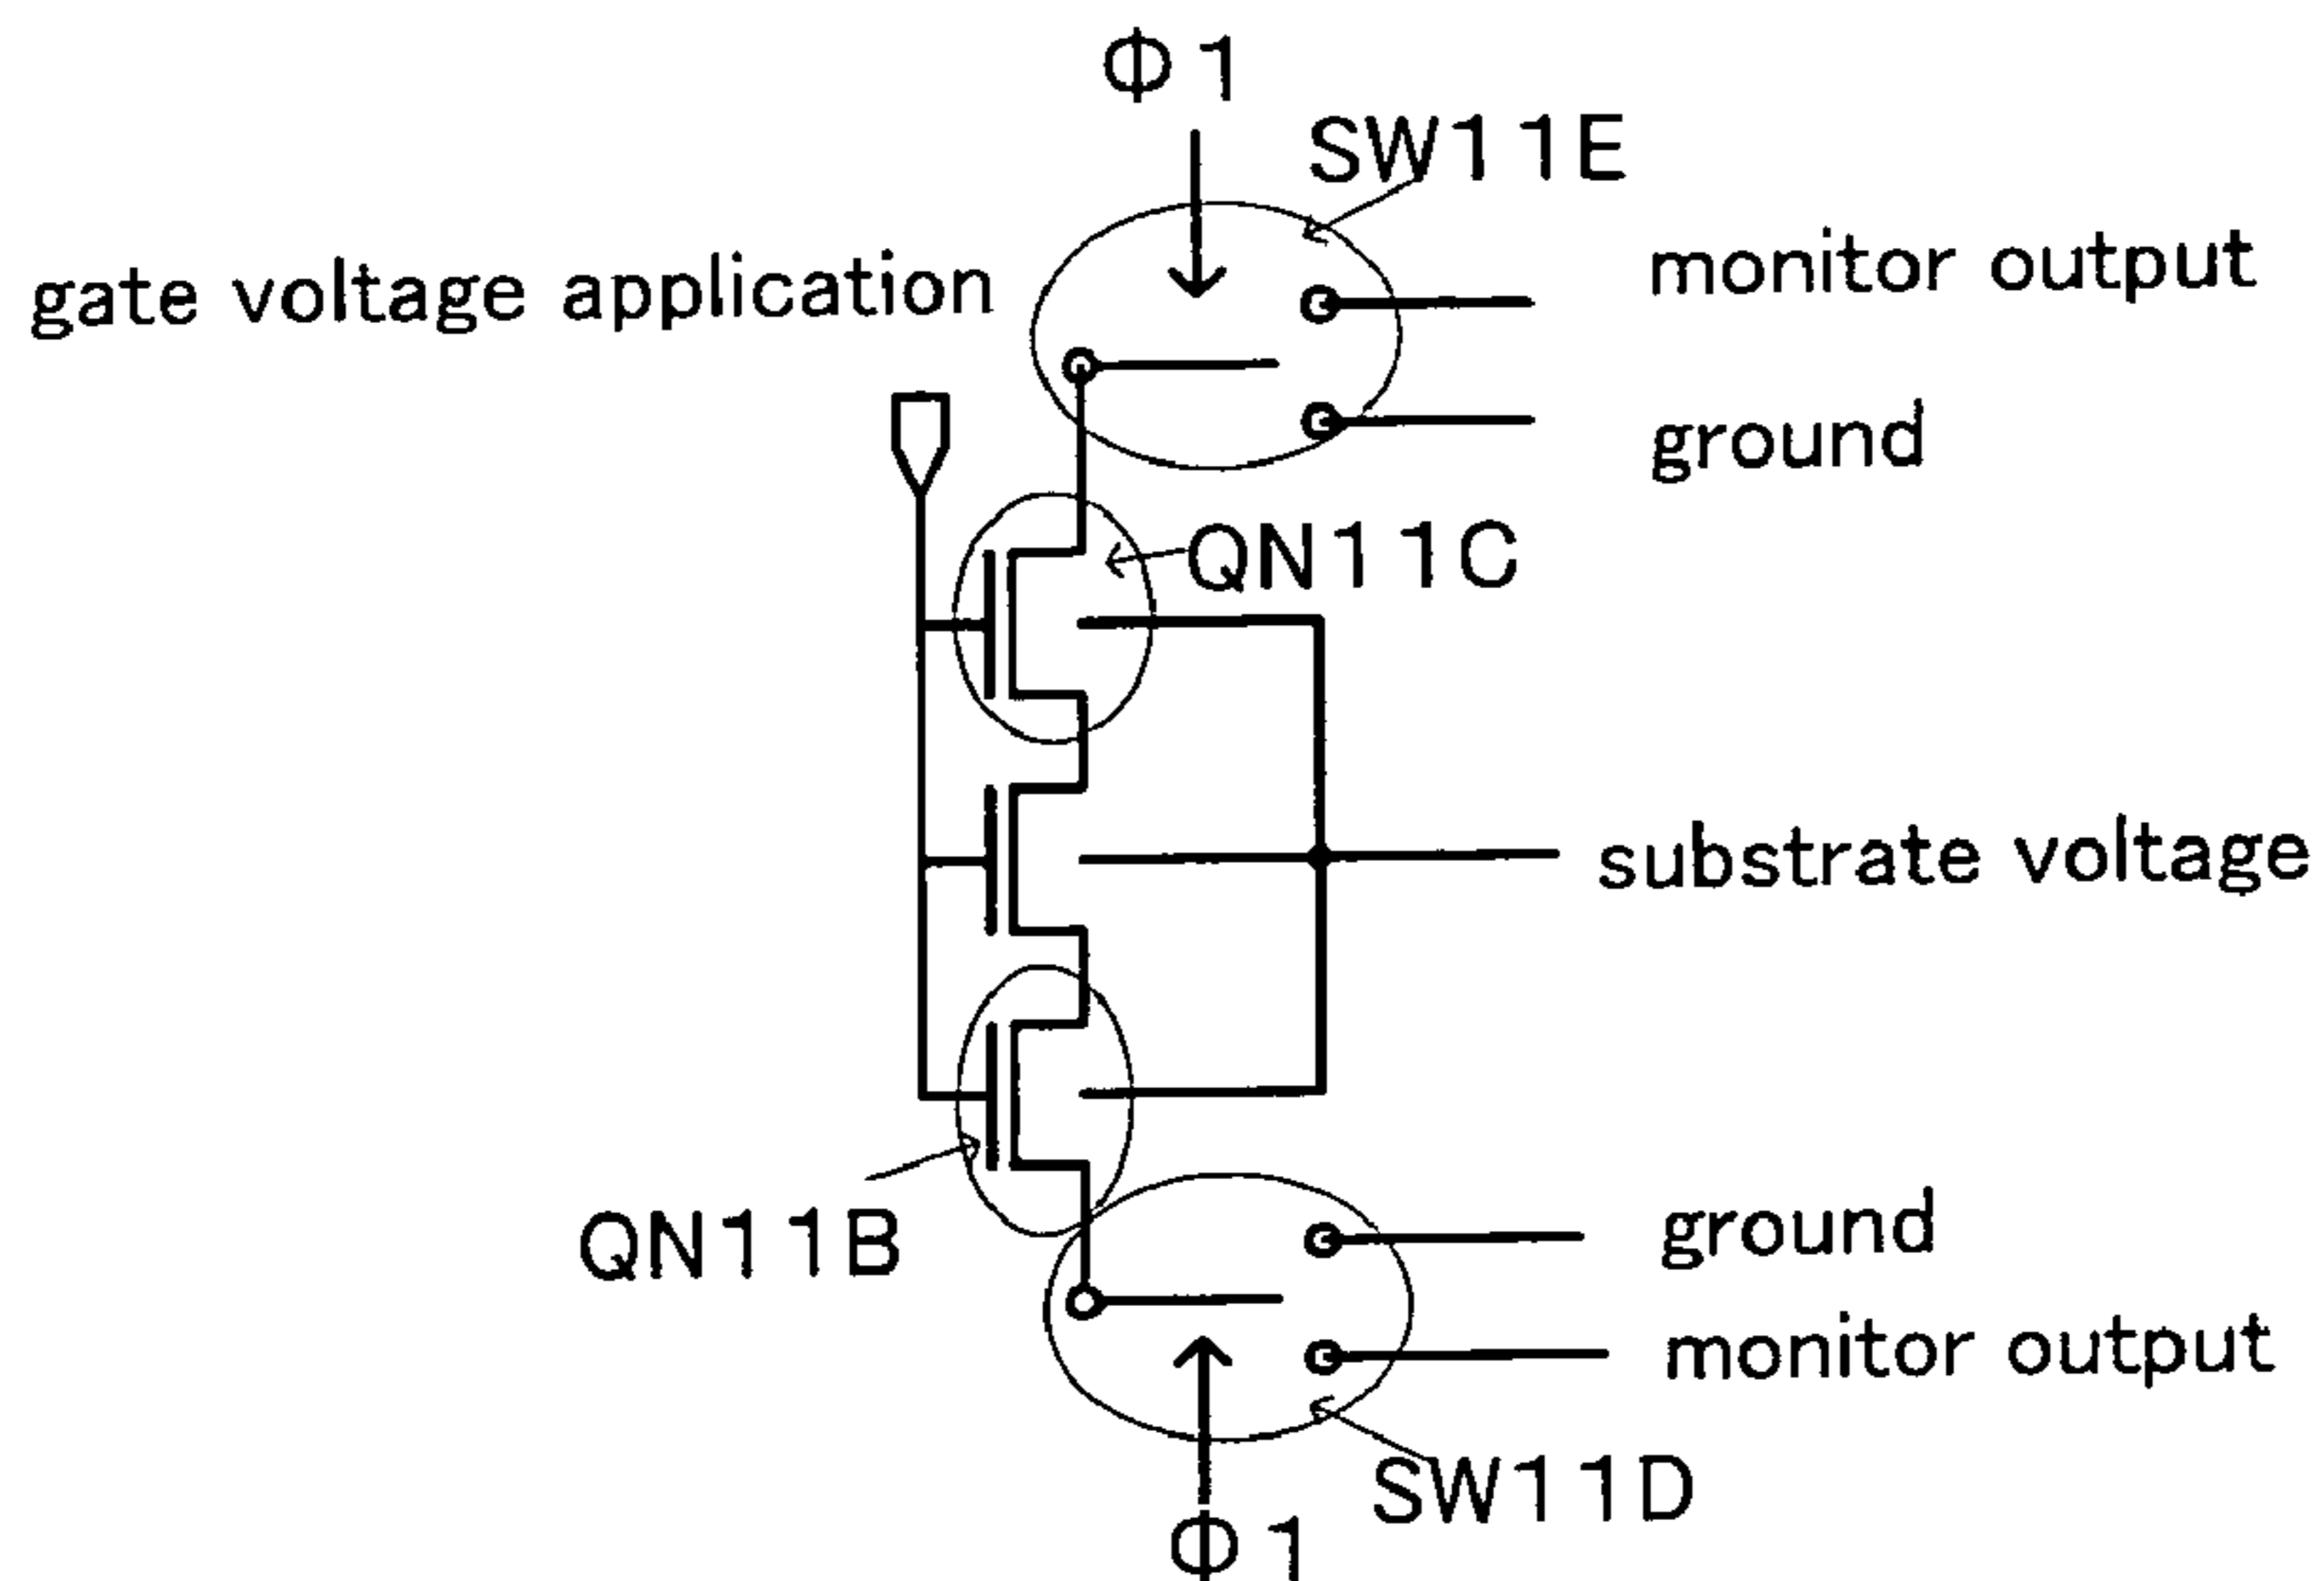 Φ1
SW11E
monitor output
gate voltage application
ground
QN11C
substrate voltage
ground
QN11B
monitor output
SW11D
Φ1